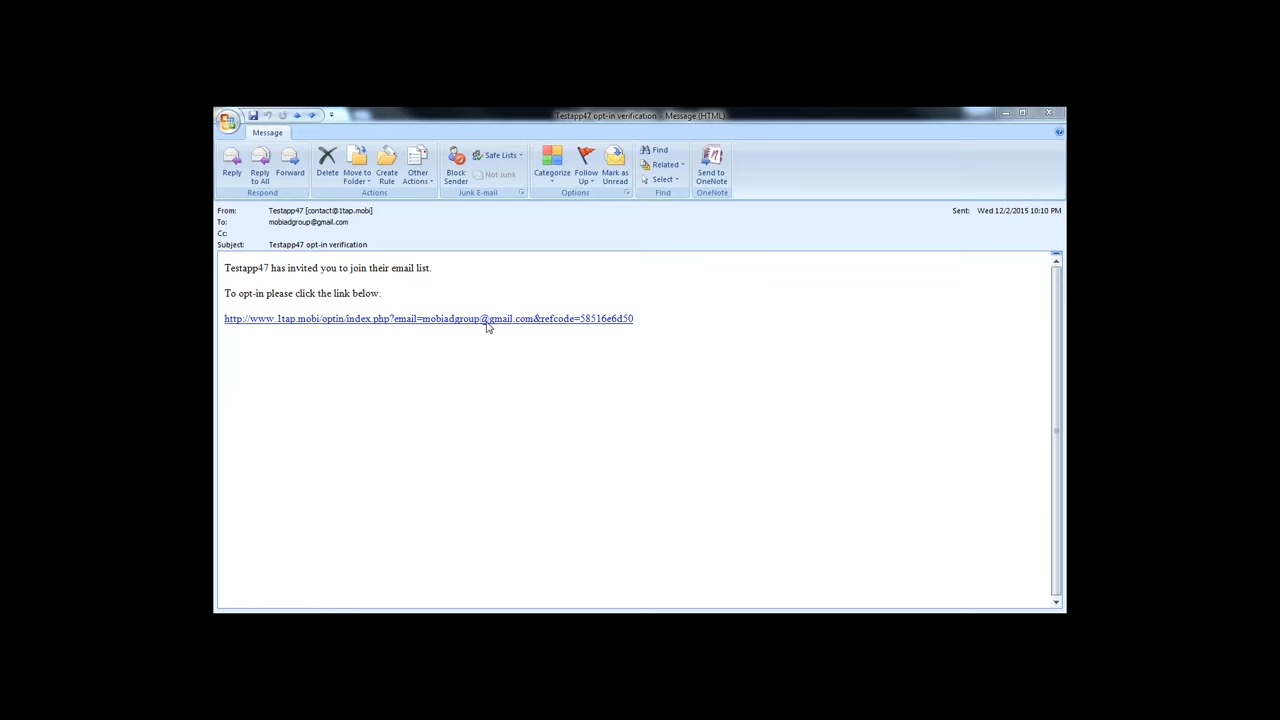 Testapp47 opt-in verification - Message (HTML)
Message
Reply
Reply to All
Forward
Respond
Delete
Move to Folder
Create Rule
Other Actions
Actions
Block Sender
Safe Lists
Not Junk
Junk E-mail
Categorize
Follow Up
Mark as Unread
Options
Find
Related
Select
Find
Send to OneNote
OneNote
From: Testapp47 [contact@1tap.mobi] Sent: Wed 12/2/2015 10:10 PM
To: mobiadgroup@gmail.com
Cc:
Subject: Testapp47 opt-in verification
Testapp47 has invited you to join their email list.
To opt-in please click the link below.
http://www.1tap.mobi/optin/index.php?email=mobiadgroup@gmail.com&refcode=58516e6d50